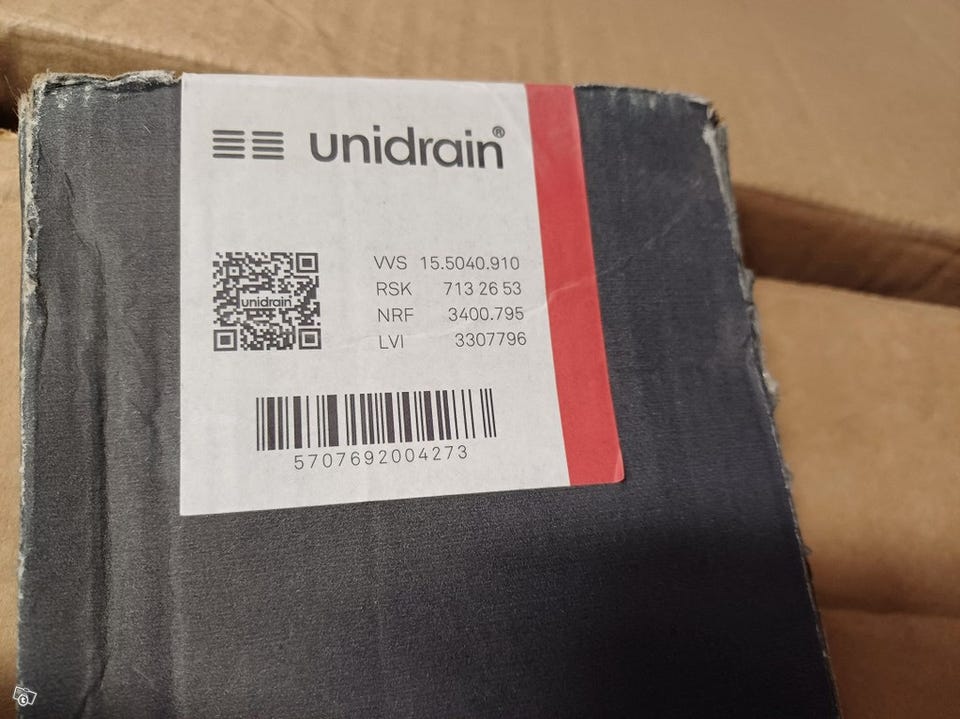 unidrain®
unidrain
VVS 15.5040.910
RSK 713 26 53
NRF 3400.795
LVI 3307796
5707692004273